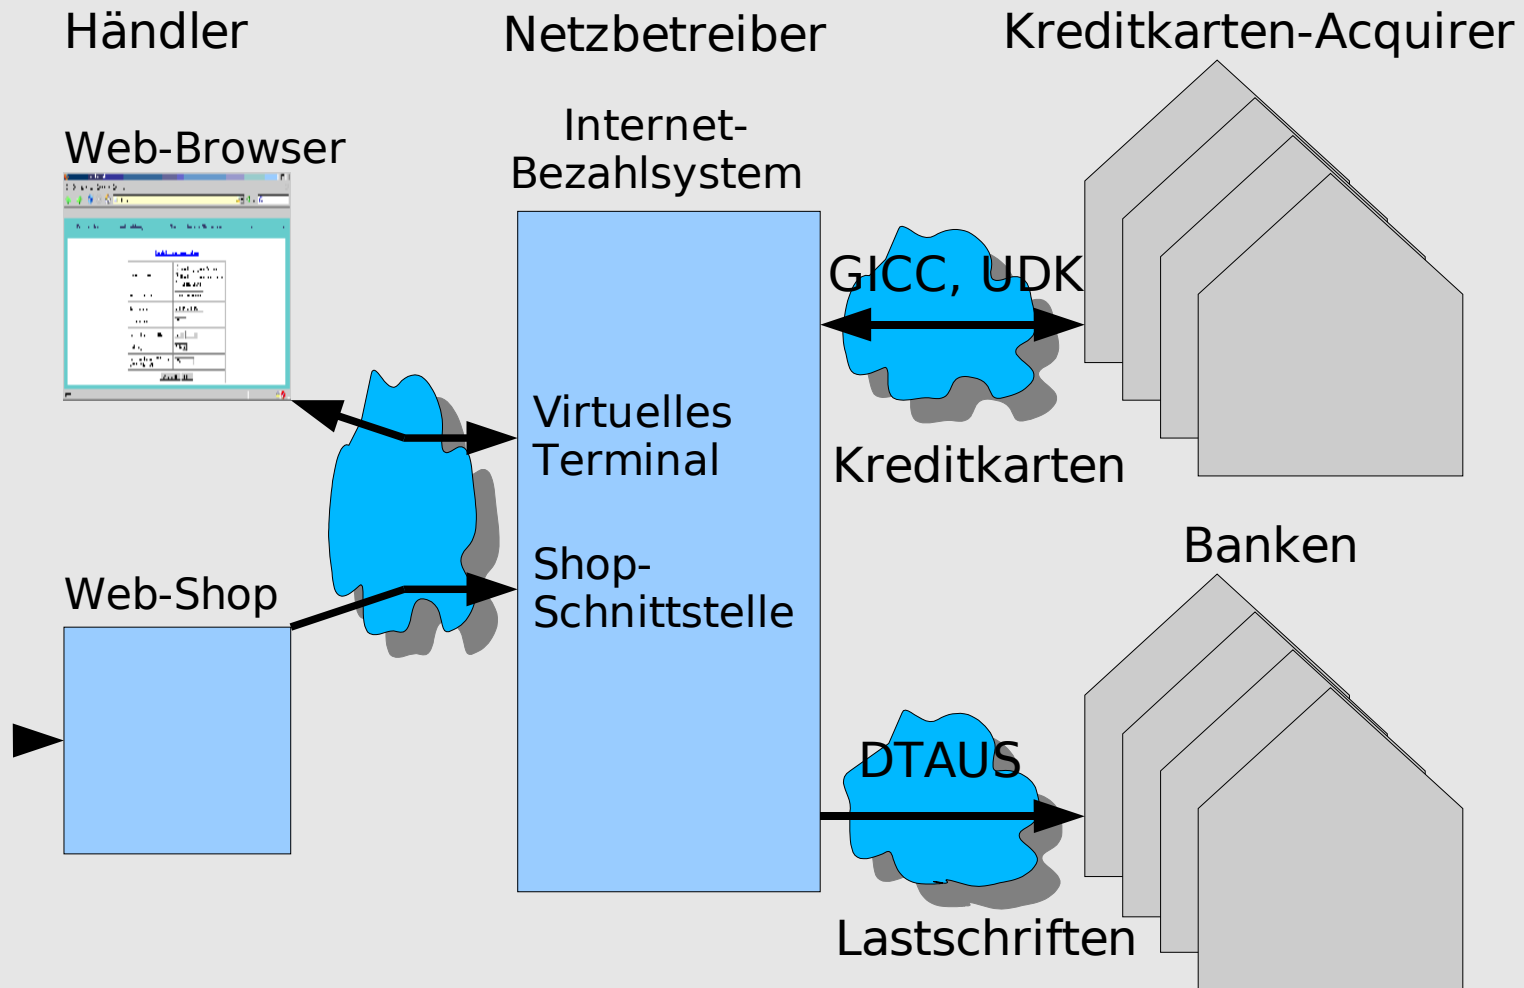 Händler
Netzbetreiber
Kreditkarten-Acquirer
Web-Browser
Internet-
Bezahlsystem
GICC, UDK
Virtuelles
Terminal
Kreditkarten
Shop-
Schnittstelle
Web-Shop
Banken
DTAUS
Lastschriften